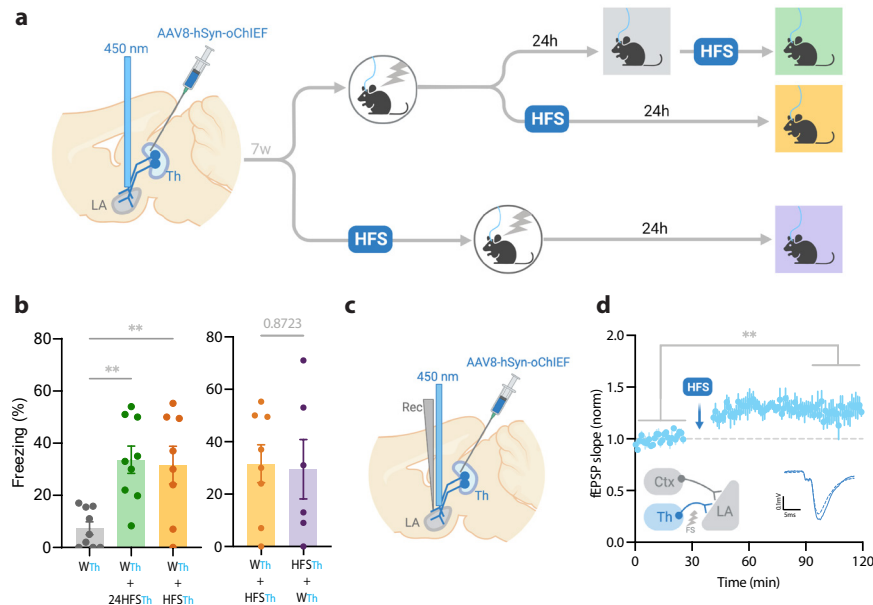 a
AAV8-hSyn-oChIEF
450 nm
Th
LA
7w
24h
HFS
HFS
24h
HFS
24h
b
Freezing (%)
80
60
40
20
0
**
**
WTh
WTh
+
24HFSTh
WTh
+
HFSTh
80
60
40
20
0
0.8723
WTh
+
HFSTh
HFSTh
+
WTh
c
AAV8-hSyn-oChIEF
450 nm
Rec
Th
LA
d
fEPSP slope (norm)
2.0
1.5
1.0
0.5
0.0
**
HFS
Ctx
Th
LA
FS
0.1mV
5ms
0
30
60
90
120
Time (min)